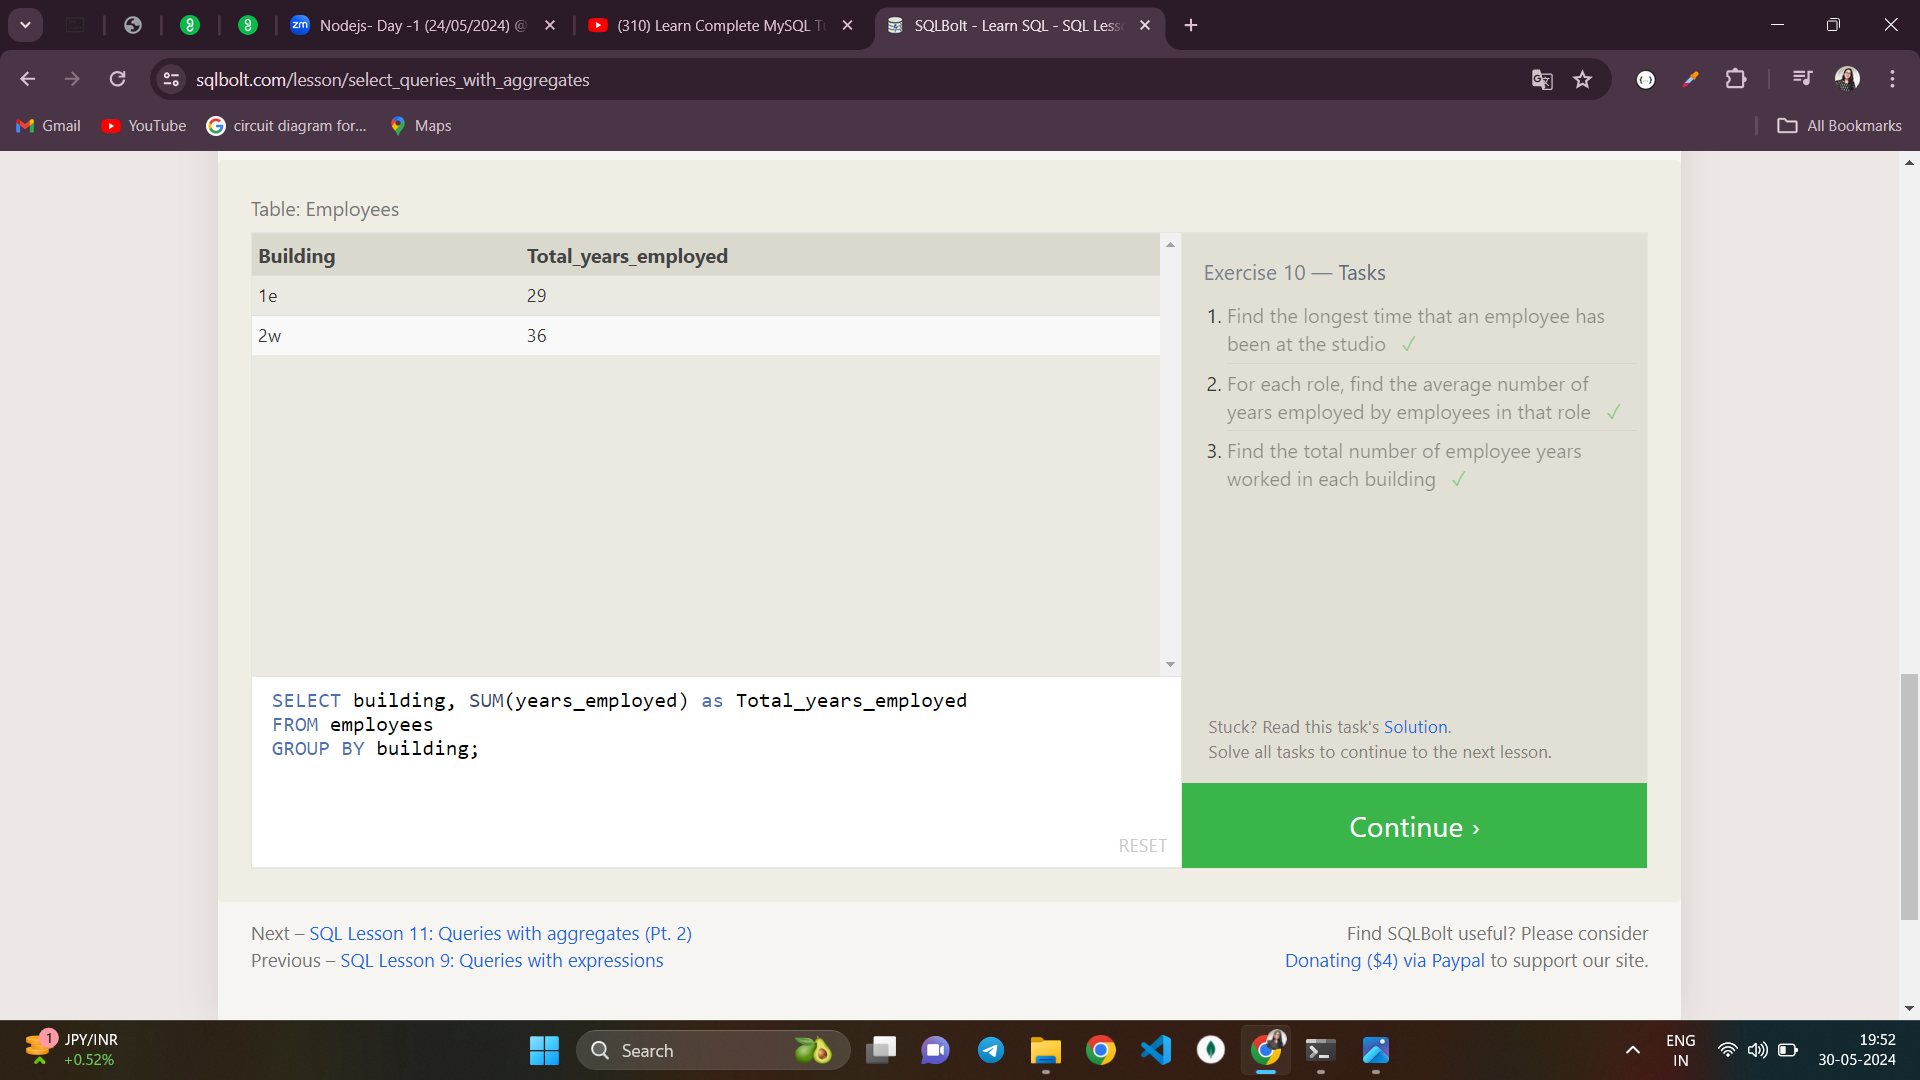 Nodejs- Day -1 (24/05/2024) @
(310) Learn Complete MySQL Tu
SQLBolt - Learn SQL - SQL Less
sqlbolt.com/lesson/select_queries_with_aggregates
Gmail
YouTube
circuit diagram for...
Maps
All Bookmarks
Table: Employees
Building Total_years_employed
1e 29
2w 36
Exercise 10 — Tasks
1. Find the longest time that an employee has
been at the studio ✓
2. For each role, find the average number of
years employed by employees in that role ✓
3. Find the total number of employee years
worked in each building ✓
SELECT building, SUM(years_employed) as Total_years_employed
FROM employees
GROUP BY building;
RESET
Stuck? Read this task's Solution.
Solve all tasks to continue to the next lesson.
Continue ›
Next – SQL Lesson 11: Queries with aggregates (Pt. 2)
Previous – SQL Lesson 9: Queries with expressions
Find SQLBolt useful? Please consider
Donating ($4) via Paypal to support our site.
1
JPY/INR
+0.52%
Search
ENG
IN
19:52
30-05-2024